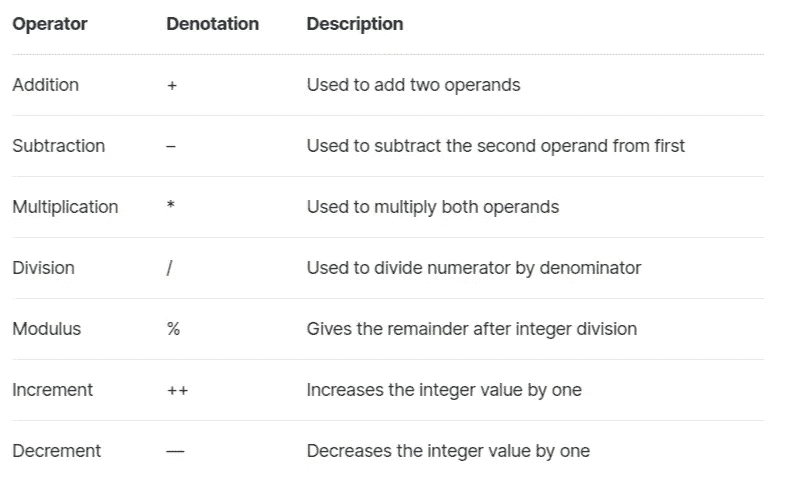 Operator Denotation Description
Addition + Used to add two operands
Subtraction – Used to subtract the second operand from first
Multiplication * Used to multiply both operands
Division / Used to divide numerator by denominator
Modulus % Gives the remainder after integer division
Increment ++ Increases the integer value by one
Decrement — Decreases the integer value by one